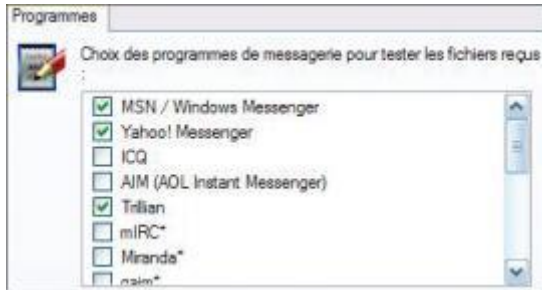 Programmes
Choix des programmes de messagerie pour tester les fichiers reçus
:
MSN / Windows Messenger
Yahoo! Messenger
ICQ
AIM (AOL Instant Messenger)
Trillian
mIRC*
Miranda*
gaim*